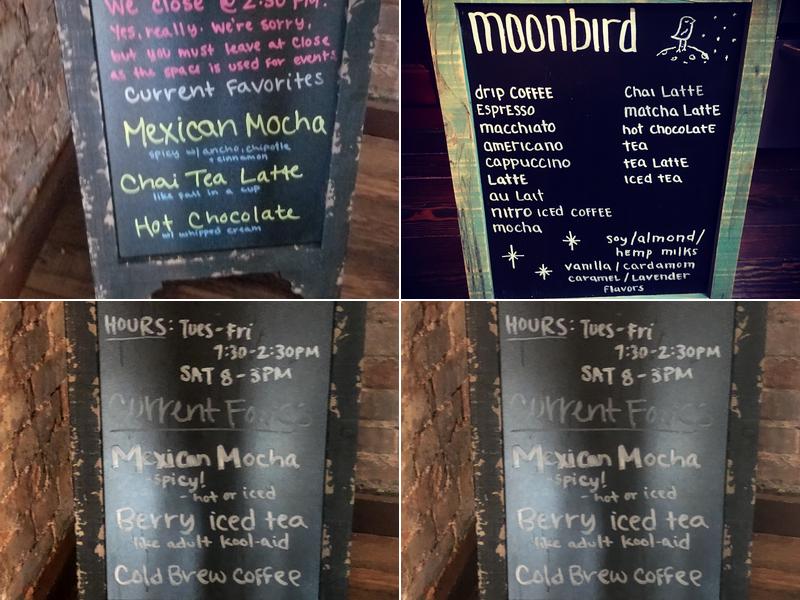 We close @ 2:30 PM.
Yes, really. We're sorry,
but you must leave at close
as the space is used for events
Current Favorites
Mexican Mocha
spicy w/ ancho, chipotle
+ cinnamon
Chai Tea Latte
like fall in a cup
Hot Chocolate
w/ whipped cream
moonbird
drip coffee
Espresso
macchiato
americano
cappuccino
Latte
au Lait
nitro iced coffee
mocha
Chai Latte
matcha Latte
hot chocolate
tea
tea Latte
iced tea
soy/almond/
hemp milks
vanilla/cardamom
caramel/Lavender
Flavors
HOURS: Tues-Fri
7:30-2:30PM
SAT 8-3PM
Current Faves
Mexican Mocha
-spicy!
-hot or iced
Berry iced tea
like adult kool-aid
Cold Brew Coffee
HOURS: Tues-Fri
7:30-2:30PM
SAT 8-3PM
Current Faves
Mexican Mocha
-spicy!
-hot or iced
Berry iced tea
like adult kool-aid
Cold Brew Coffee